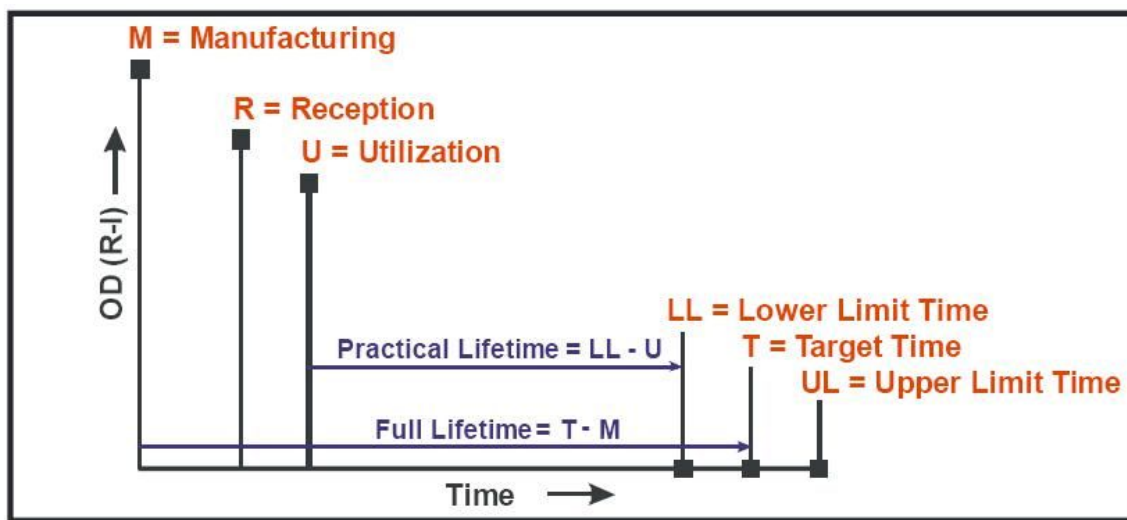 M = Manufacturing
R = Reception
U = Utilization
OD (R-I)
LL = Lower Limit Time
Practical Lifetime = LL - U
T = Target Time
UL = Upper Limit Time
Full Lifetime = T - M
Time